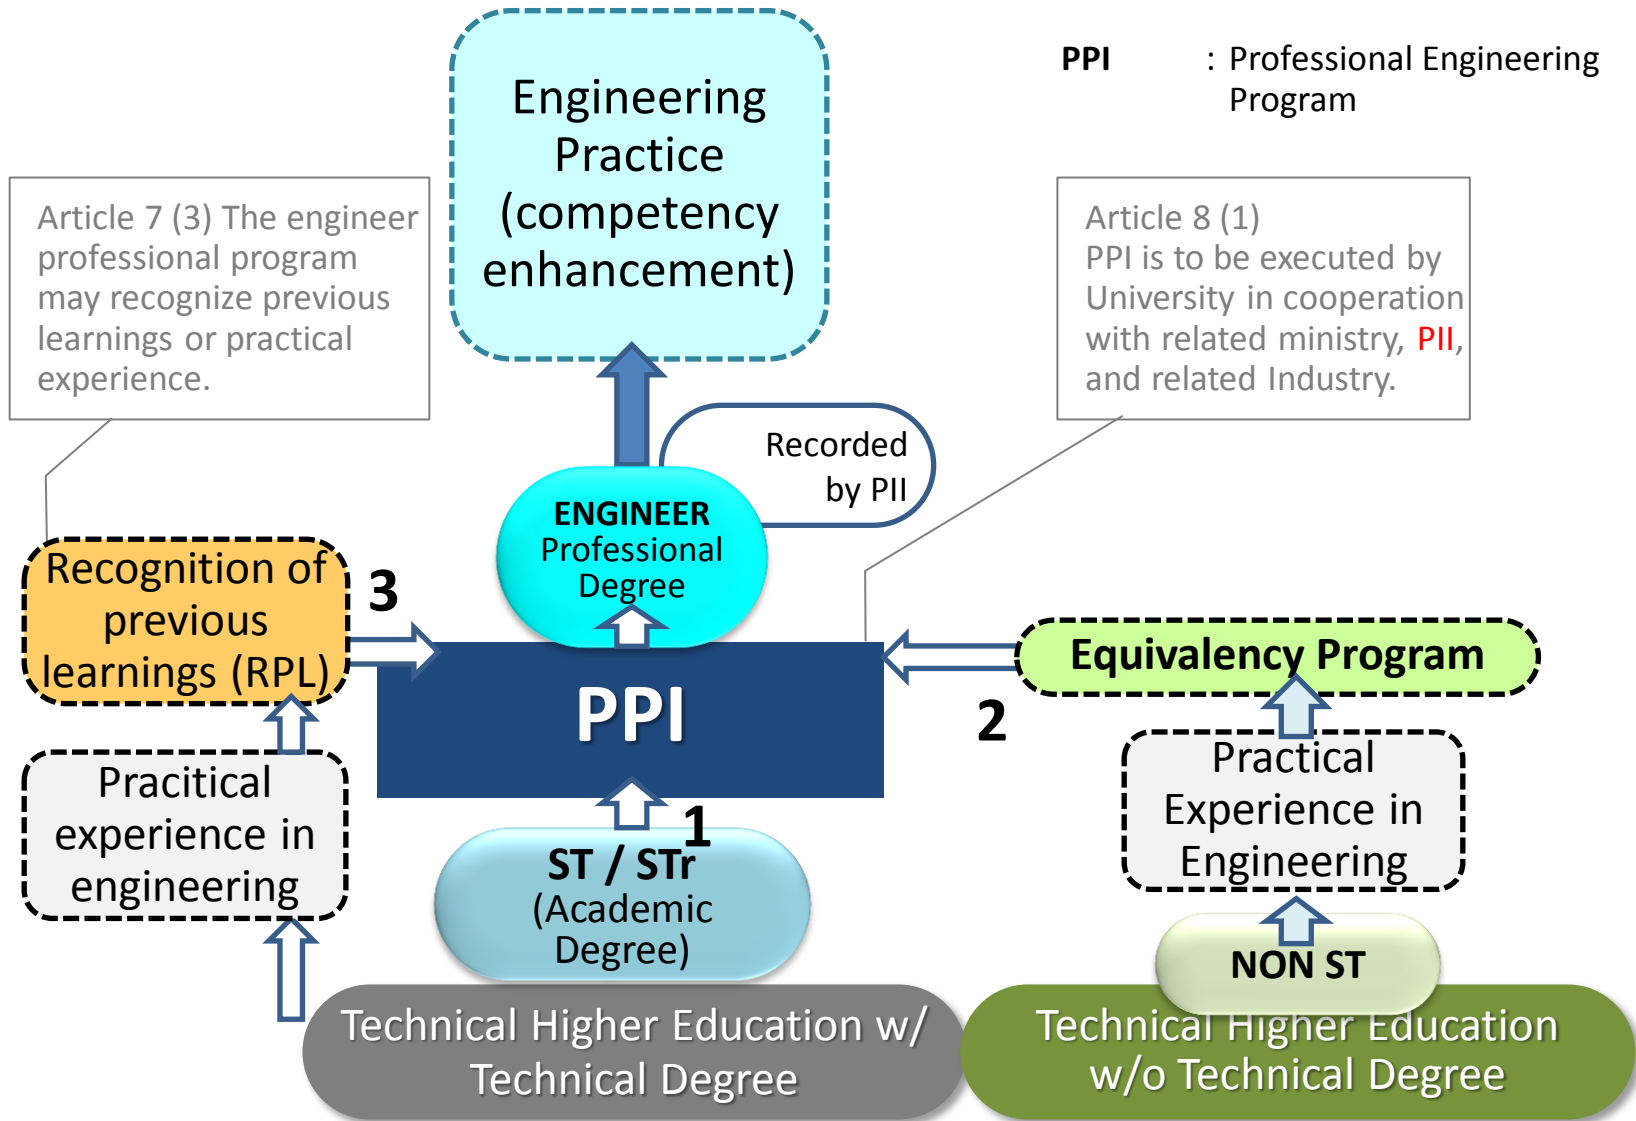 Engineering
Practice
(competency
enhancement)
PPI : Professional Engineering
Program
Article 7 (3) The engineer
professional program
may recognize previous
learnings or practical
experience.
Article 8 (1)
PPI is to be executed by
University in cooperation
with related ministry, PII,
and related Industry.
Recorded
by PII
ENGINEER
Professional
Degree
Recognition of
previous
learnings (RPL)
3
PPI
Equivalency Program
2
Pracitical
experience in
engineering
1
ST / STr
(Academic
Degree)
Practical
Experience in
Engineering
NON ST
Technical Higher Education w/
Technical Degree
Technical Higher Education
w/o Technical Degree